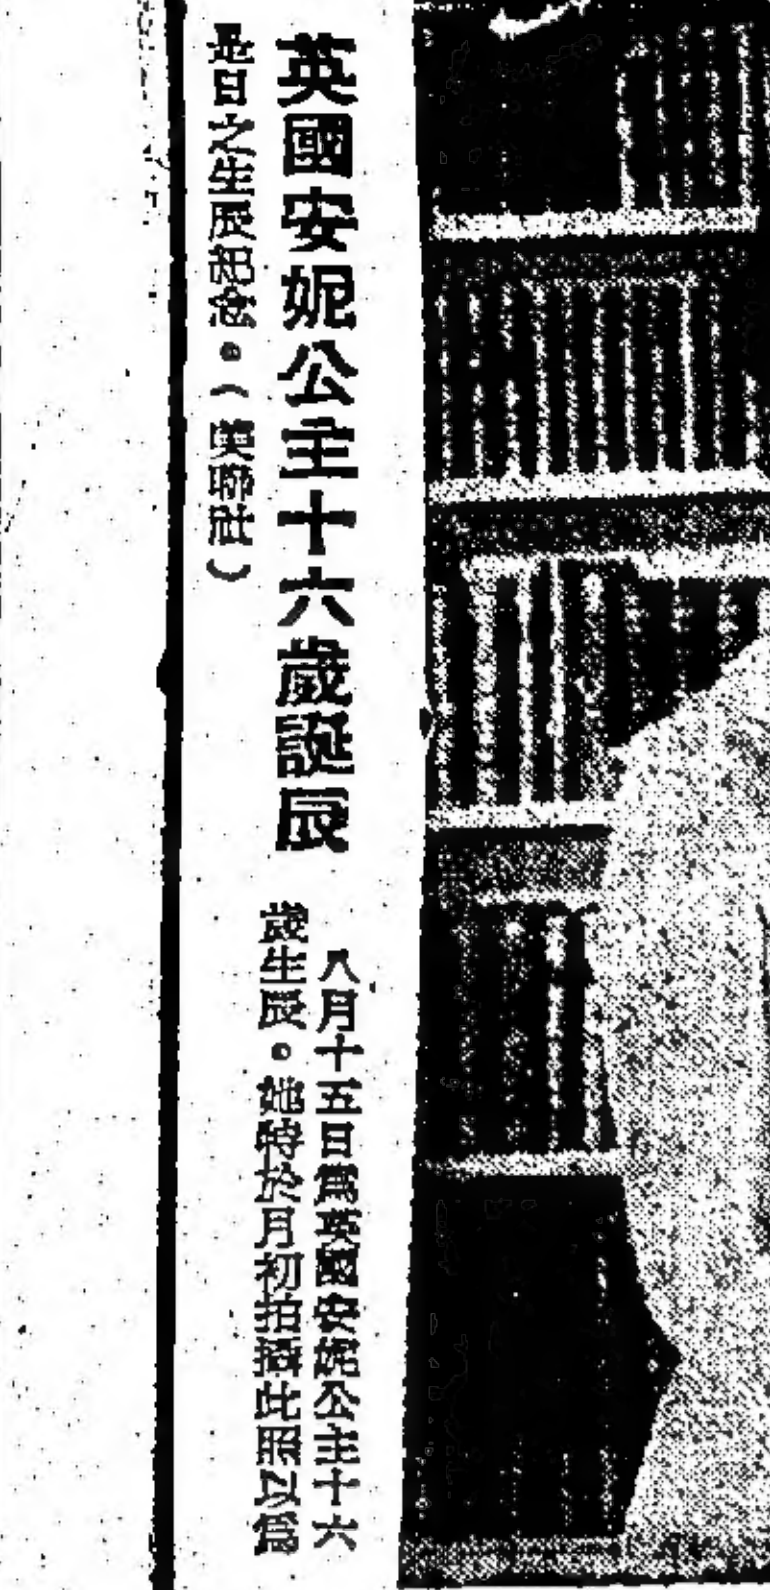 英國安妮公主十六歲誕辰
八月十五日爲英國安妮公主十六
歲生辰。她特於月初拍攝此照以爲
是日之生辰紀念。(美聯社)